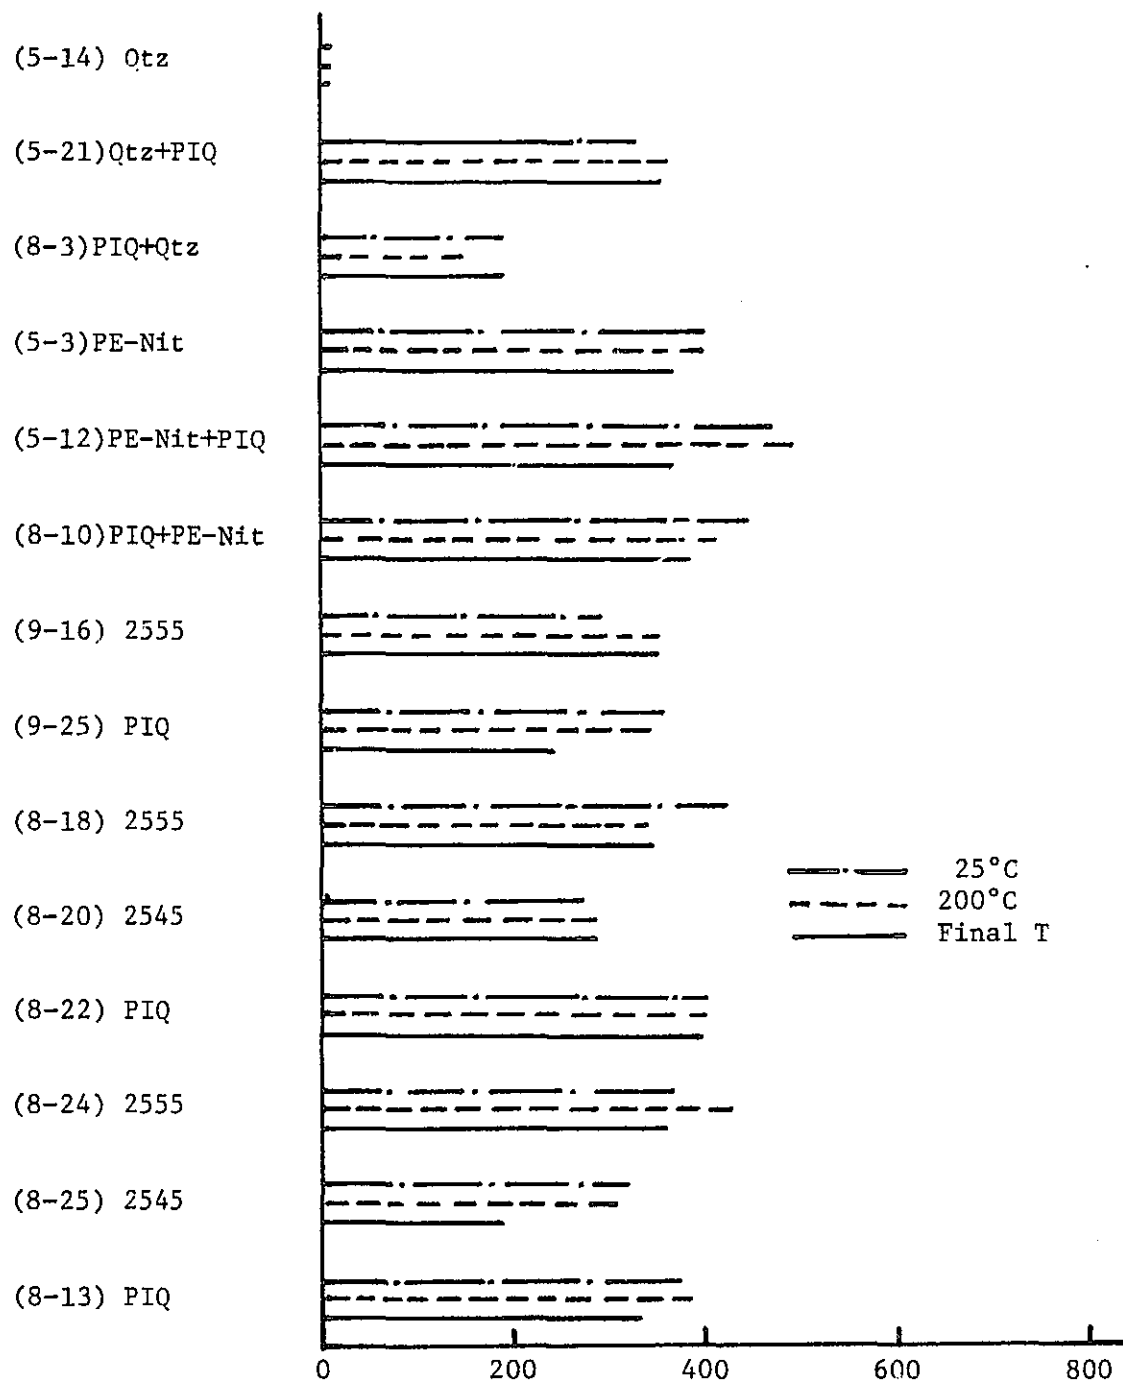 (5-14) Qtz
(5-21)Qtz+PIQ
(8-3)PIQ+Qtz
(5-3)PE-Nit
(5-12)PE-Nit+PIQ
(8-10)PIQ+PE-Nit
(9-16) 2555
(9-25) PIQ
(8-18) 2555
25°C
200°C
(8-20) 2545
Final T
(8-22) PIQ
(8-24) 2555
(8-25) 2545
(8-13) PIQ
0 200 400 600 800